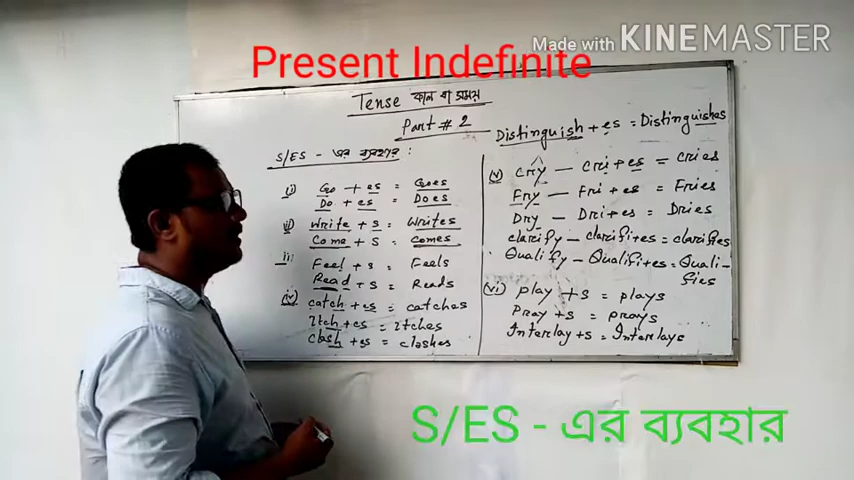 Made with KINEMASTER
Present Indefinite
Tense কাল বা সময়
Part # 2
S/ES - এর ব্যবহার :
(i) Go + es = Goes
Do + es = Does
(ii) Write + s = Writes
Come + s = comes
iii Feel + s = Feels
Read + s = Reads
(iv) catch + es = catches
Itch + es = Itches
clash + es = clashes
Distinguish + es = Distinguishes
(v) Cry — cri + es = cries
Fry — Fri + es = Fries
Dry — Dri + es = Dries
clarify — clarifi + es = clarifies
Qualify — Qualifi + es = Quali-
fies
(vi) play + s = plays
Pray + s = prays
Interlay + s = Interlays
S/ES - এর ব্যবহার